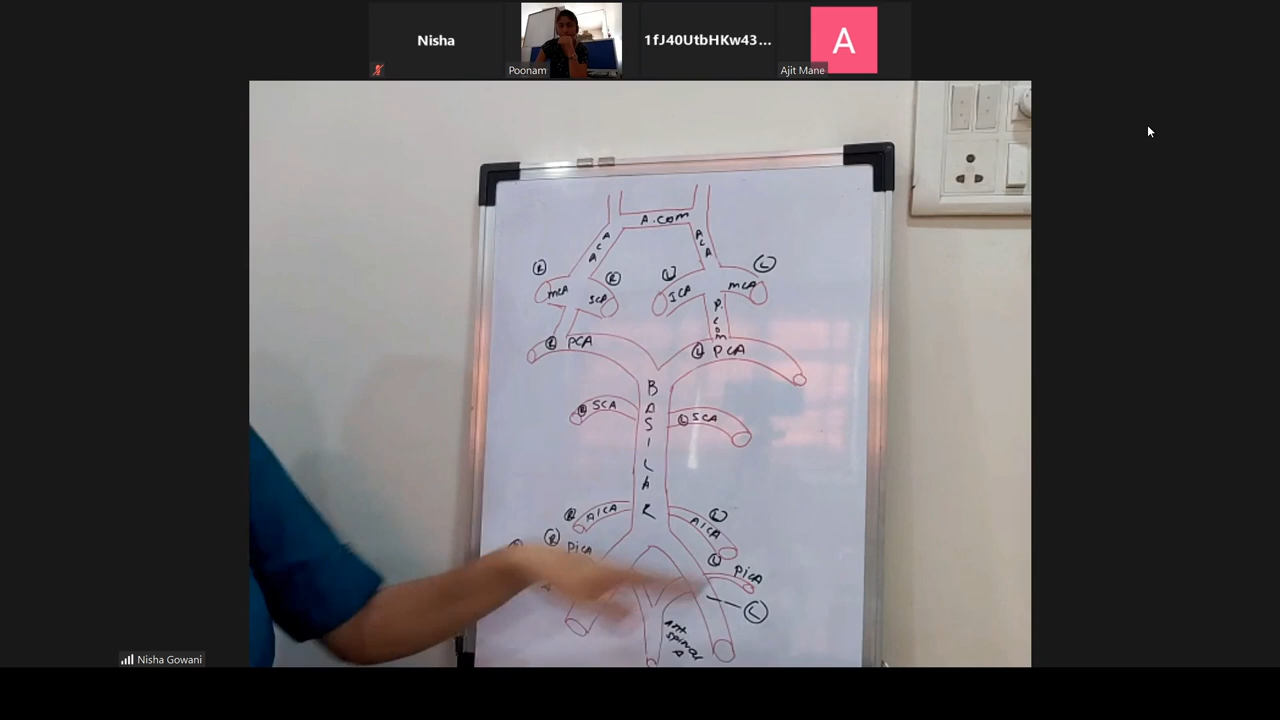 Nisha
Poonam
1fJ40UtbHKw43...
A
Ajit Mane
A.COM
ACA
ACA
R
R
L
L
MCA
ICA
MCA
P.COM
R PCA
L PCA
BASILAR
R SCA
L SCA
R AICA
L AICA
R PICA
L PICA
L
Ant
Spinal
A
Nisha Gowani